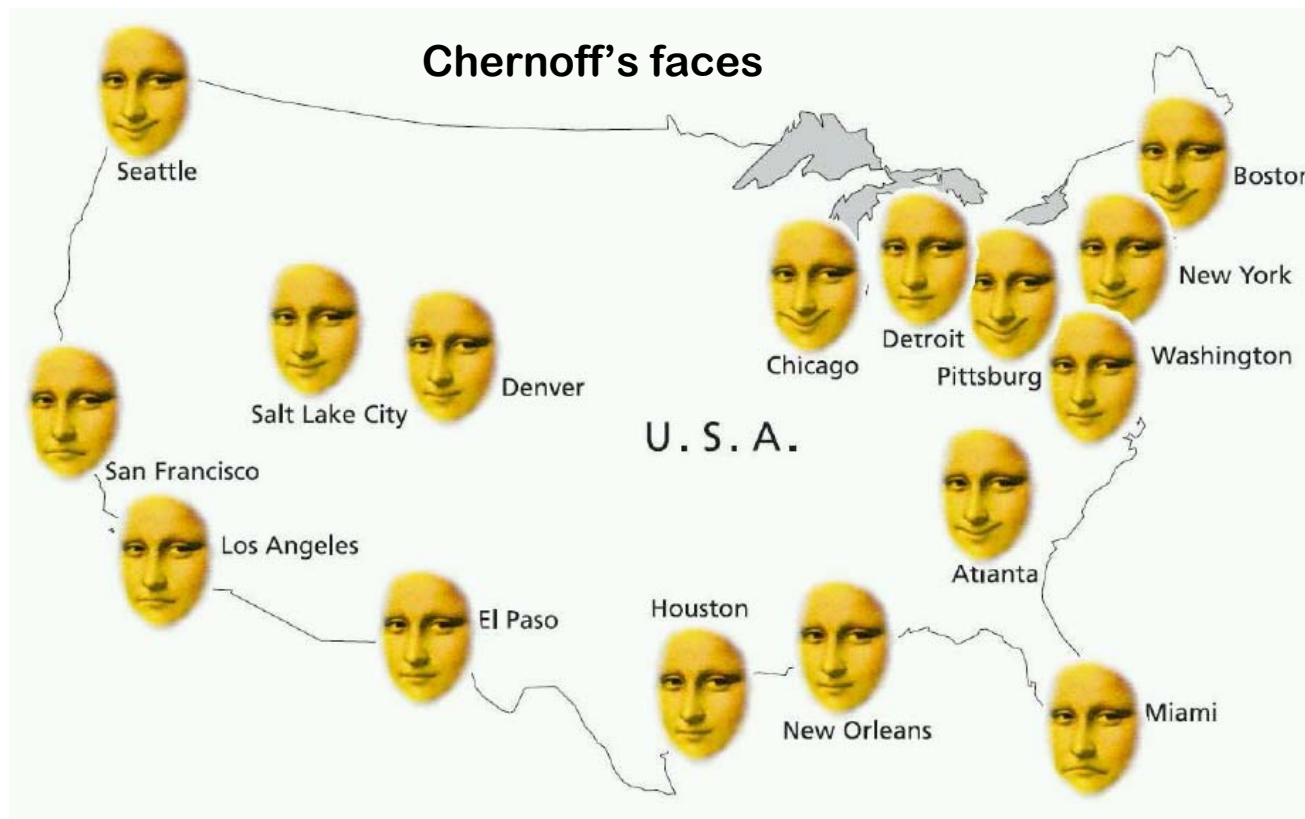 Chernoff's faces
Seattle
Boston
New York
Detroit
Washington
Chicago
Pittsburg
Denver
Salt Lake City
U. S. A.
San Francisco
Los Angeles
Atlanta
Houston
El Paso
Miami
New Orleans